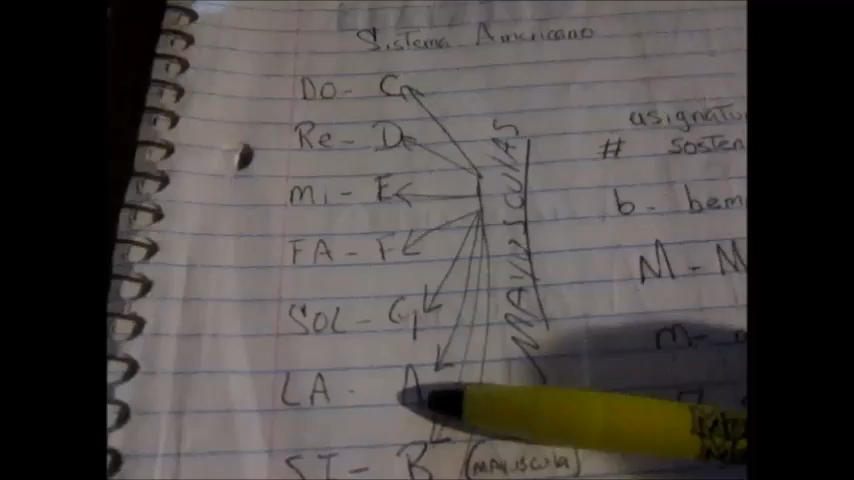 Sistema Americano
Do - C
Re - D
Mi - E
FA - F
SOL - G
LA - A
SI - B (MAYUSCULA)
MAYUSCULAS
# sosten
b - bem
M - M
m -